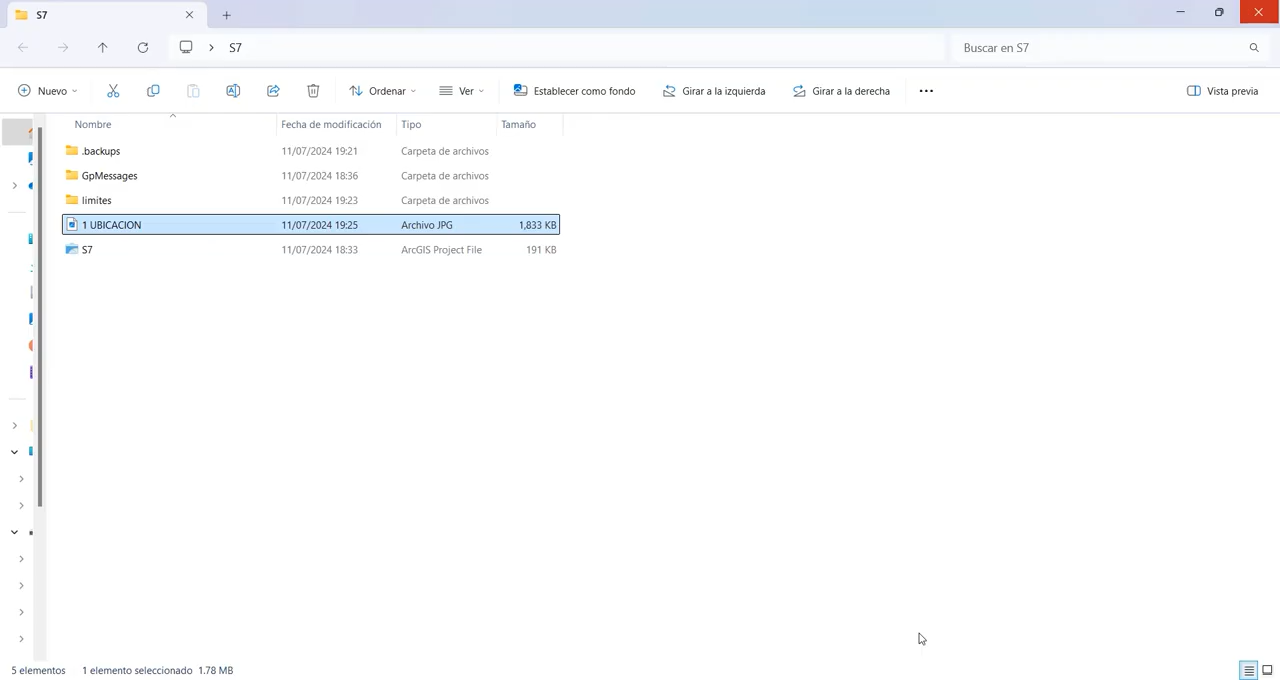 S7
S7
Buscar en S7
Nuevo
Ordenar
Ver
Establecer como fondo
Girar a la izquierda
Girar a la derecha
Vista previa
Nombre Fecha de modificación Tipo Tamaño
.backups 11/07/2024 19:21 Carpeta de archivos
GpMessages 11/07/2024 18:36 Carpeta de archivos
limites 11/07/2024 19:23 Carpeta de archivos
1 UBICACION 11/07/2024 19:25 Archivo JPG 1,833 KB
S7 11/07/2024 18:33 ArcGIS Project File 191 KB
5 elementos 1 elemento seleccionado 1.78 MB